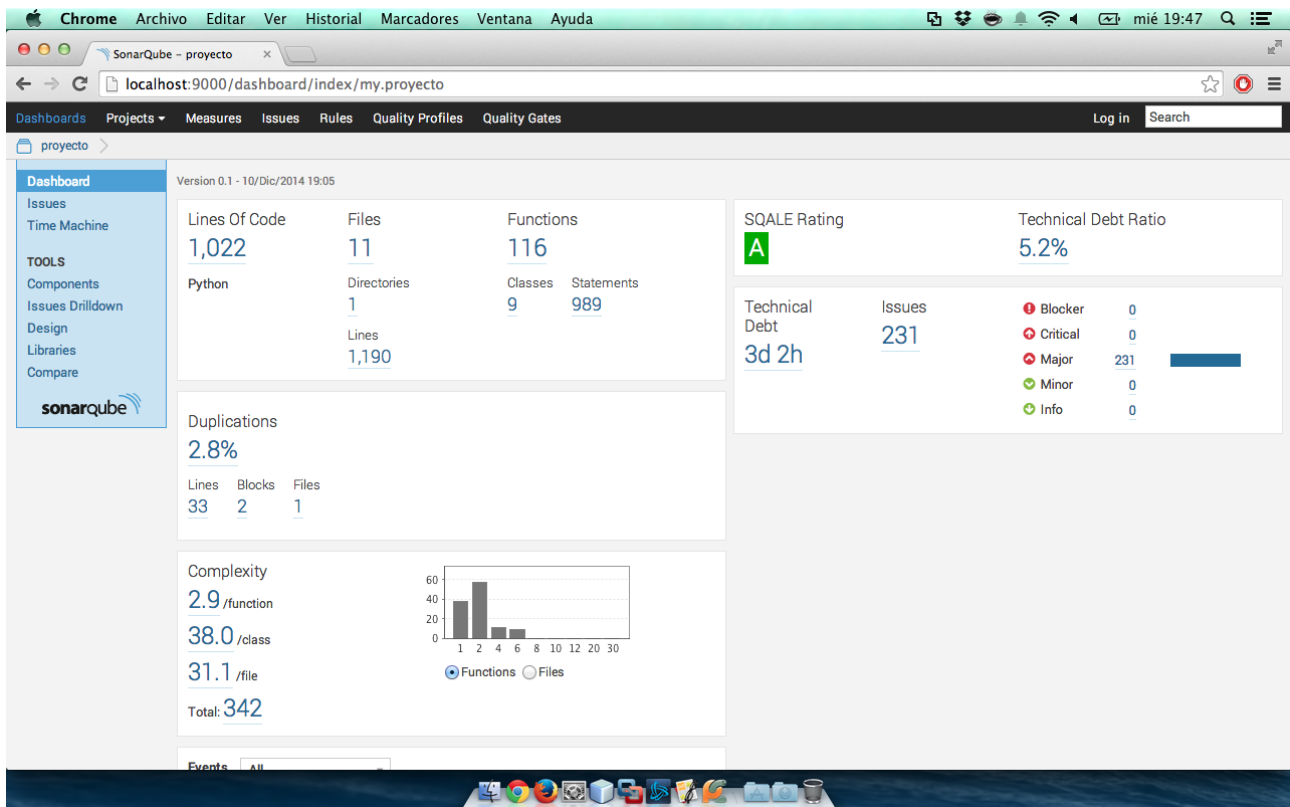 Chrome Archivo Editar Ver Historial Marcadores Ventana Ayuda mié 19:47
SonarQube – proyecto
localhost:9000/dashboard/index/my.proyecto
Dashboards Projects Measures Issues Rules Quality Profiles Quality Gates Log in Search
proyecto
Dashboard
Issues
Time Machine
TOOLS
Components
Issues Drilldown
Design
Libraries
Compare
sonarqube
Version 0.1 - 10/Dic/2014 19:05
Lines Of Code Files Functions
1,022 11 116
Python Directories Classes Statements
1 9 989
Lines
1,190
Duplications
2.8%
Lines Blocks Files
33 2 1
Complexity
2.9 /function
38.0 /class
31.1 /file
Total: 342
60
40
20
0
1 2 4 6 8 10 12 20 30
Functions Files
Events All
SQALE Rating Technical Debt Ratio
A 5.2%
Technical Debt Issues
3d 2h 231
Blocker 0
Critical 0
Major 231
Minor 0
Info 0